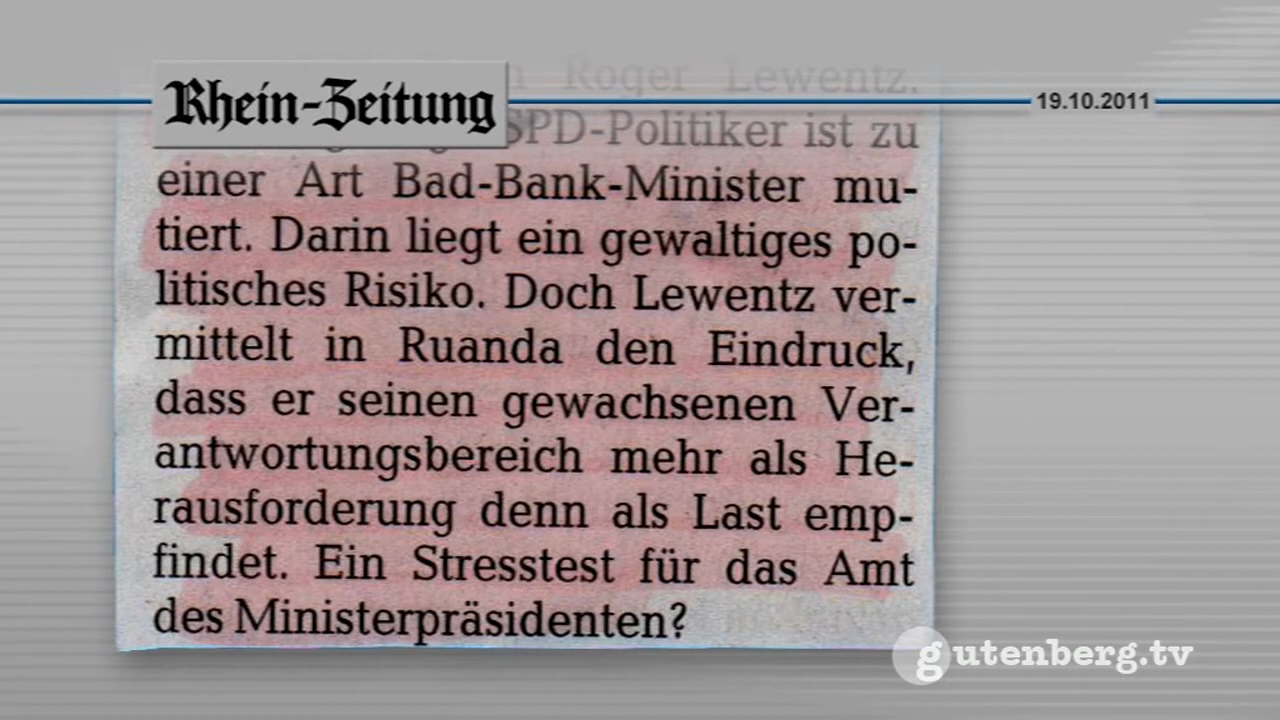 Roger Lewentz.
Rhein-Zeitung
19.10.2011
SPD-Politiker ist zu
einer Art Bad-Bank-Minister mu-
tiert. Darin liegt ein gewaltiges po-
litisches Risiko. Doch Lewentz ver-
mittelt in Ruanda den Eindruck,
dass er seinen gewachsenen Ver-
antwortungsbereich mehr als He-
rausforderung denn als Last emp-
findet. Ein Stresstest für das Amt
des Ministerpräsidenten?
gutenberg.tv